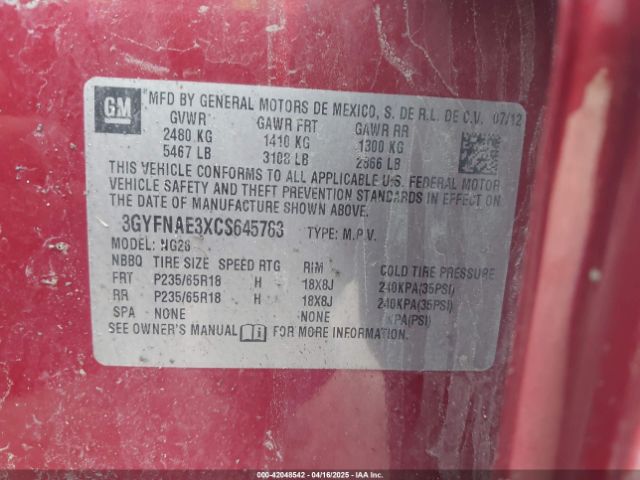 GM
MFD BY GENERAL MOTORS DE MEXICO, S. DE R.L. DE C.V. 07/12
GVWR GAWR FRT GAWR RR
2480 KG 1410 KG 1300 KG
5467 LB 3108 LB 2866 LB
THIS VEHICLE CONFORMS TO ALL APPLICABLE U.S. FEDERAL MOTOR
VEHICLE SAFETY AND THEFT PREVENTION STANDARDS IN EFFECT ON
THE DATE OF MANUFACTURE SHOWN ABOVE.
3GYFNAE3XCS645763 TYPE: M.P.V.
MODEL: NG26
NBBQ TIRE SIZE SPEED RTG RIM COLD TIRE PRESSURE
FRT P235/65R18 H 18X8J 240KPA(35PSI)
RR P235/65R18 H 18X8J 240KPA(35PSI)
SPA NONE NONE KPA(PSI)
SEE OWNER'S MANUAL FOR MORE INFORMATION.
000-42048542 - 04/16/2025 - IAAI.COM